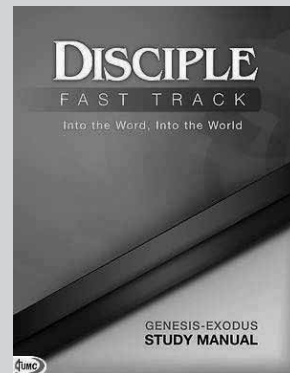 DISCIPLE
FAST TRACK
Into the Word, Into the World
GENESIS-EXODUS
STUDY MANUAL
UMC